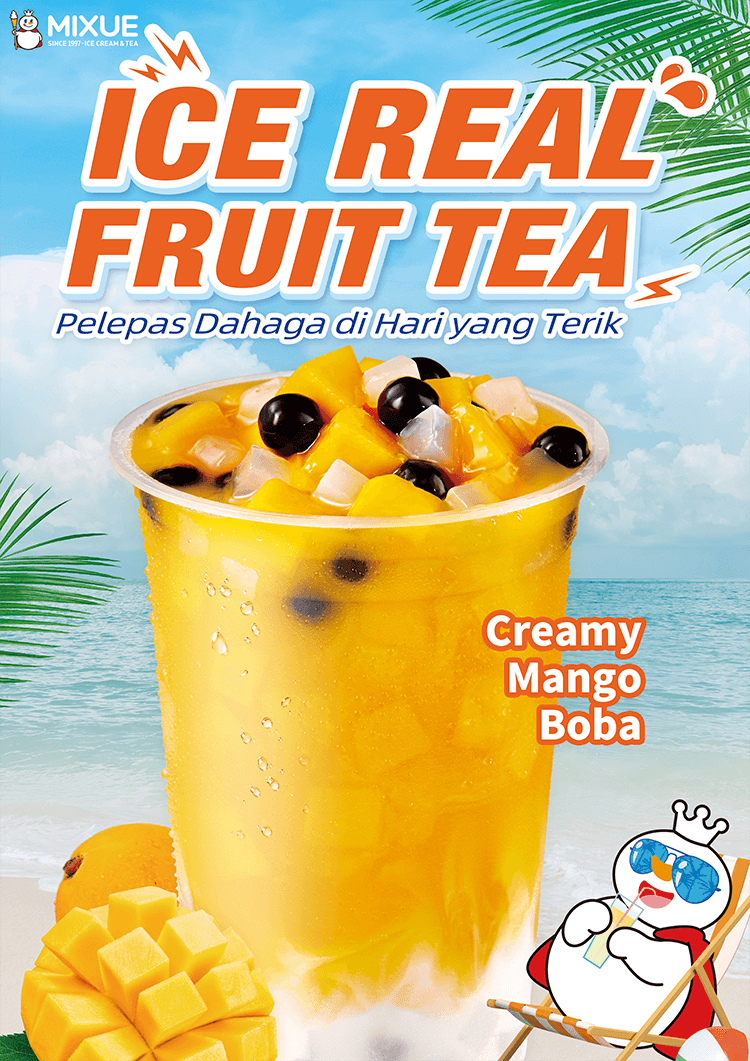 MIXUE
SINCE 1997 · ICE CREAM & TEA
ICE REAL
FRUIT TEA
Pelepas Dahaga di Hari yang Terik
Creamy
Mango
Boba